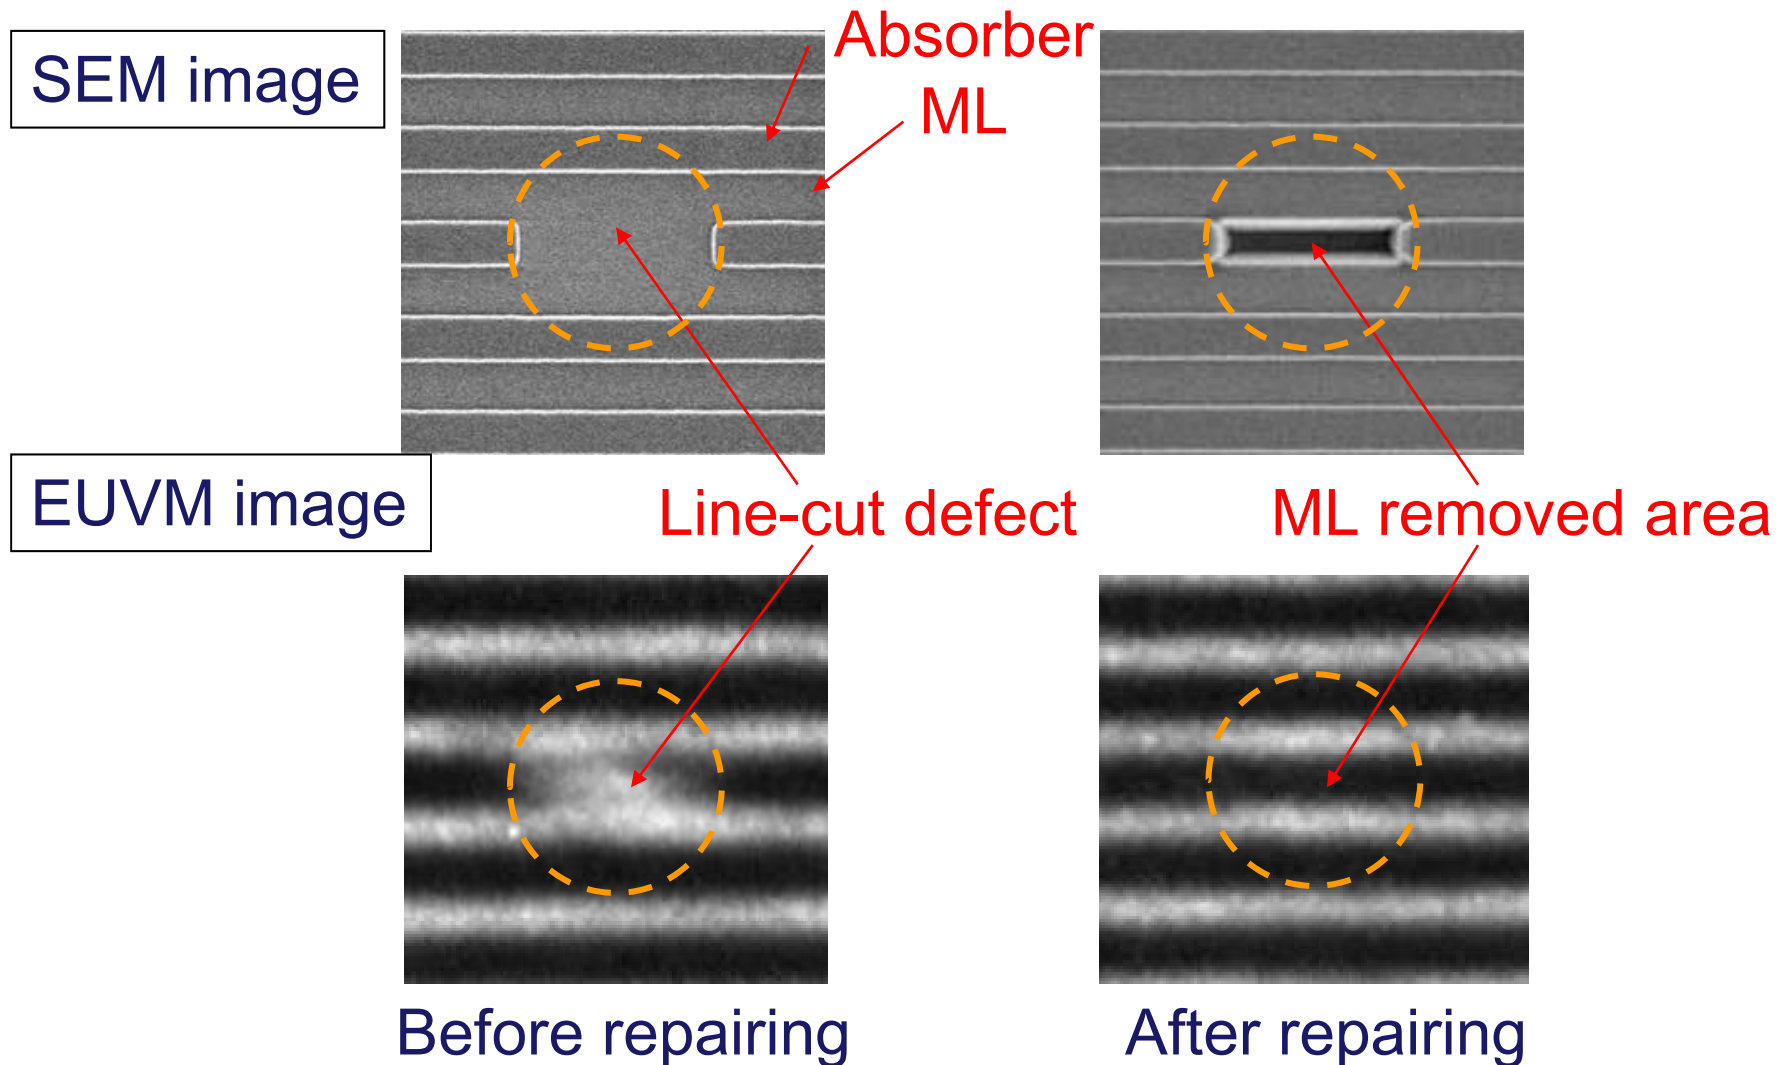 SEM image
Absorber
ML
EUVM image
Line-cut defect
ML removed area
Before repairing
After repairing